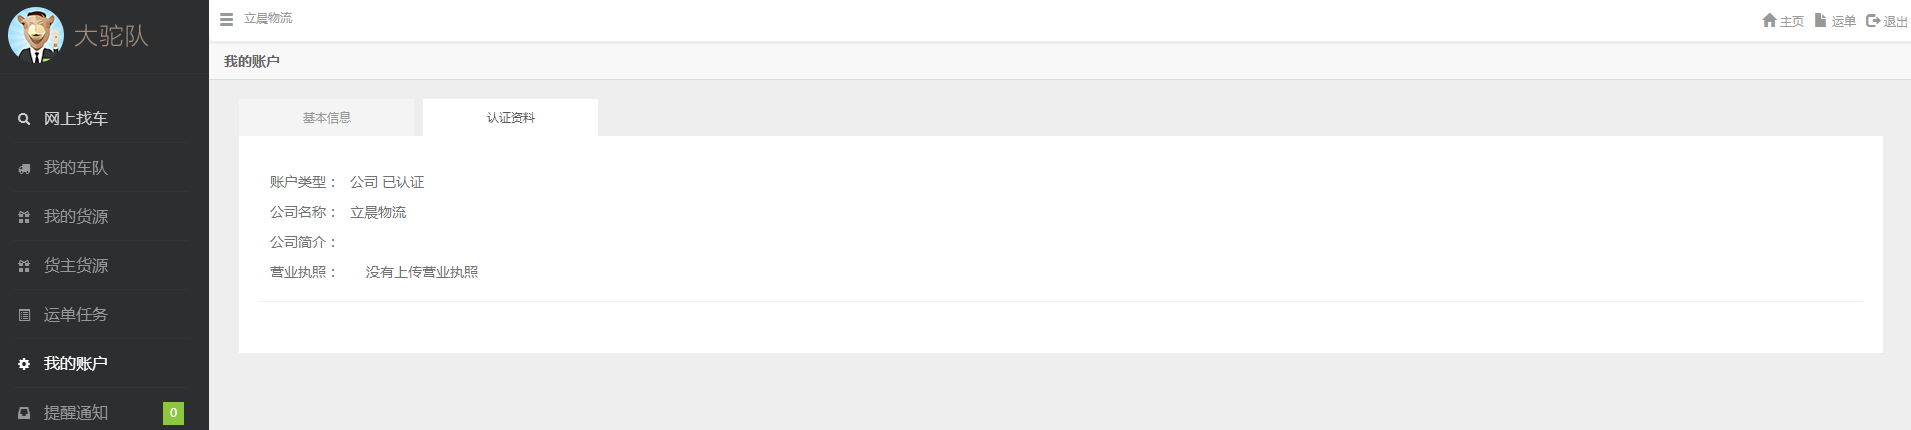 大驼队
立晨物流
主页 运单 退出
我的账户
网上找车
我的车队
我的货源
货主货源
运单任务
我的账户
提醒通知 0
基本信息 认证资料
账户类型： 公司 已认证
公司名称： 立晨物流
公司简介：
营业执照： 没有上传营业执照